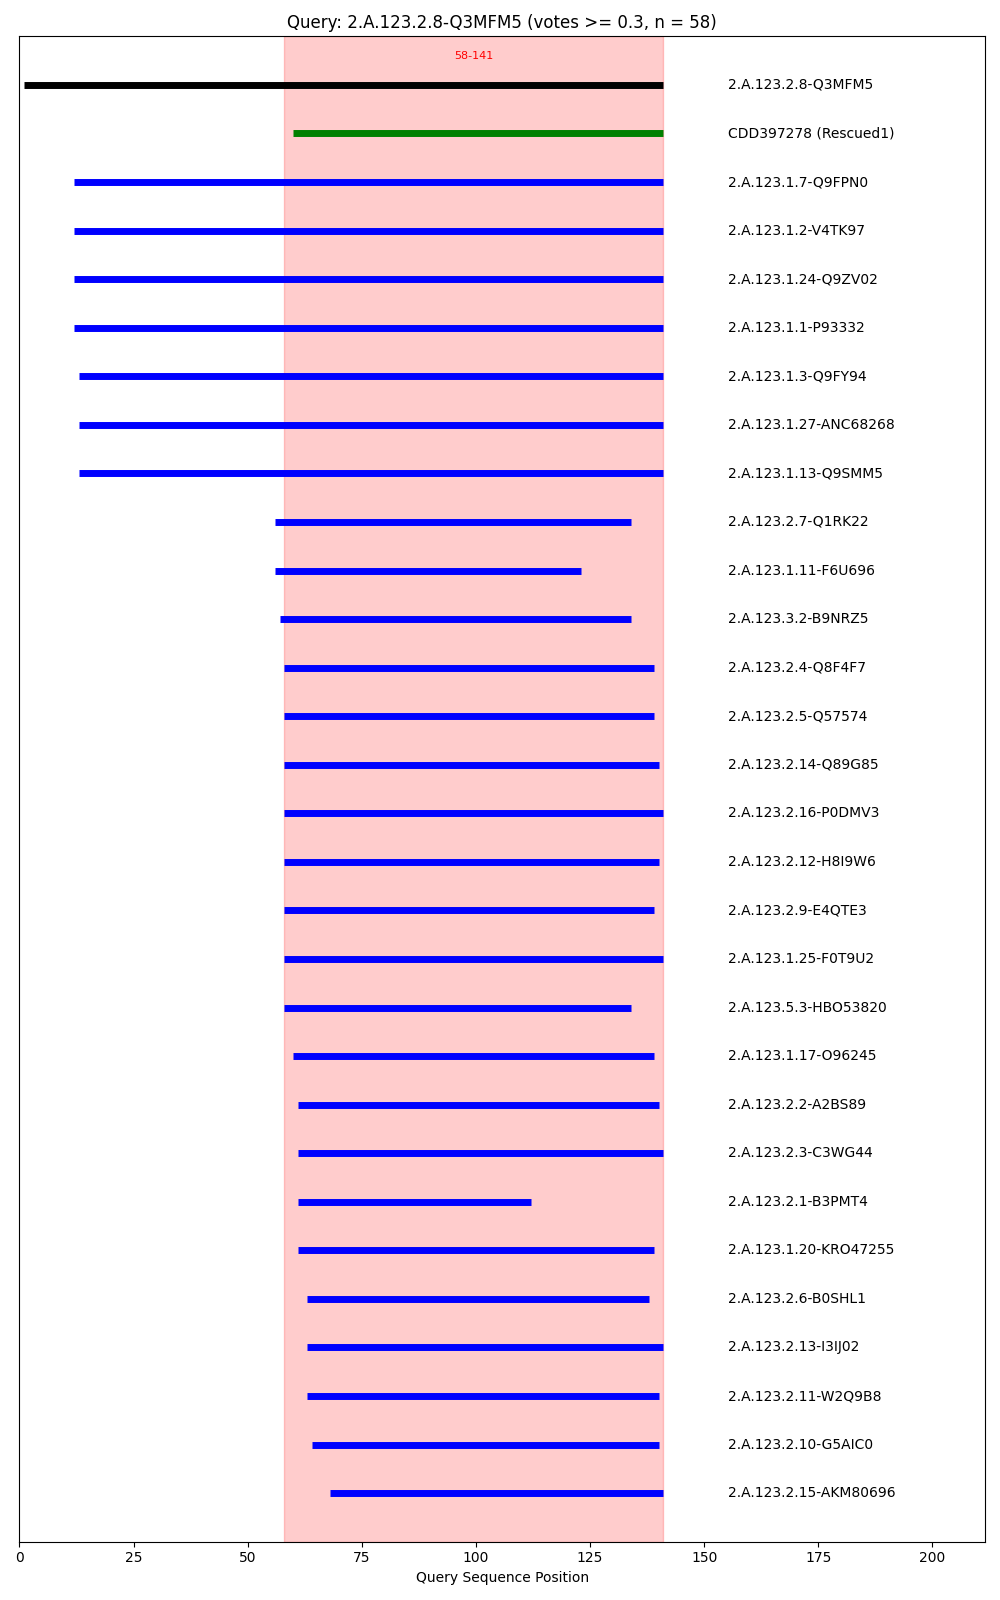 Query: 2.A.123.2.8-Q3MFM5 (votes >= 0.3, n = 58)
58-141
2.A.123.2.8-Q3MFM5
CDD397278 (Rescued1)
2.A.123.1.7-Q9FPN0
2.A.123.1.2-V4TK97
2.A.123.1.24-Q9ZV02
2.A.123.1.1-P93332
2.A.123.1.3-Q9FY94
2.A.123.1.27-ANC68268
2.A.123.1.13-Q9SMM5
2.A.123.2.7-Q1RK22
2.A.123.1.11-F6U696
2.A.123.3.2-B9NRZ5
2.A.123.2.4-Q8F4F7
2.A.123.2.5-Q57574
2.A.123.2.14-Q89G85
2.A.123.2.16-P0DMV3
2.A.123.2.12-H8I9W6
2.A.123.2.9-E4QTE3
2.A.123.1.25-F0T9U2
2.A.123.5.3-HBO53820
2.A.123.1.17-O96245
2.A.123.2.2-A2BS89
2.A.123.2.3-C3WG44
2.A.123.2.1-B3PMT4
2.A.123.1.20-KRO47255
2.A.123.2.6-B0SHL1
2.A.123.2.13-I3IJ02
2.A.123.2.11-W2Q9B8
2.A.123.2.10-G5AIC0
2.A.123.2.15-AKM80696
0 25 50 75 100 125 150 175 200
Query Sequence Position